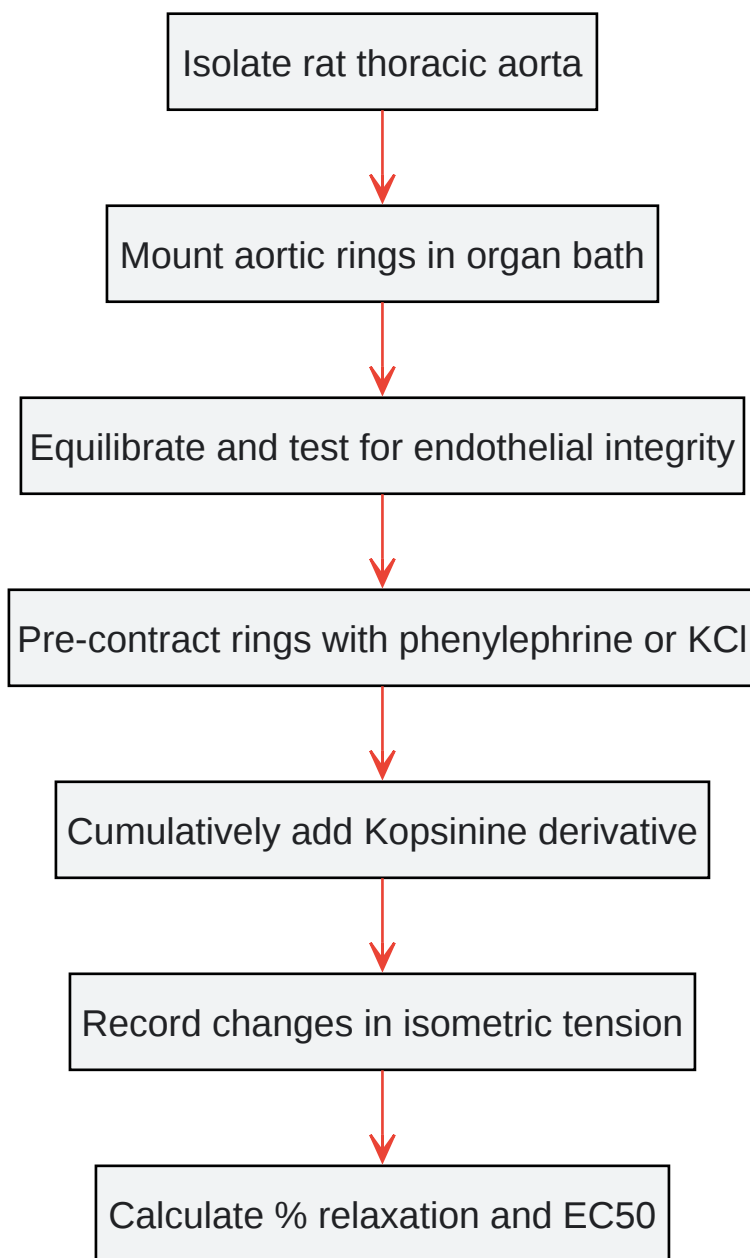 Isolate rat thoracic aorta
Mount aortic rings in organ bath
Equilibrate and test for endothelial integrity
Pre-contract rings with phenylephrine or KCl
Cumulatively add Kopsinine derivative
Record changes in isometric tension
Calculate % relaxation and EC50